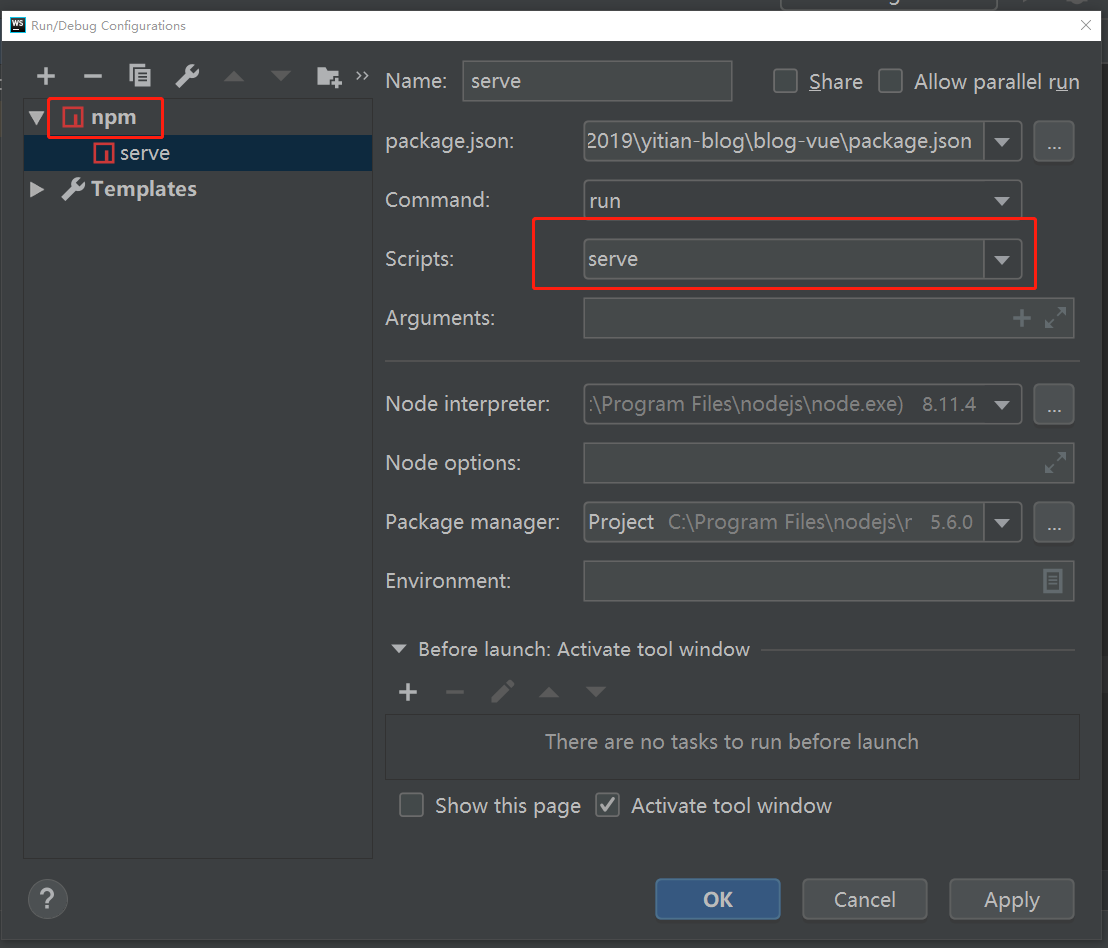 WS Run/Debug Configurations
Name: serve Share Allow parallel run
npm
serve
Templates
package.json: 2019\yitian-blog\blog-vue\package.json ...
Command: run
Scripts: serve
Arguments:
Node interpreter: :\Program Files\nodejs\node.exe) 8.11.4 ...
Node options:
Package manager: Project C:\Program Files\nodejs\r 5.6.0 ...
Environment:
Before launch: Activate tool window
There are no tasks to run before launch
Show this page Activate tool window
? OK Cancel Apply